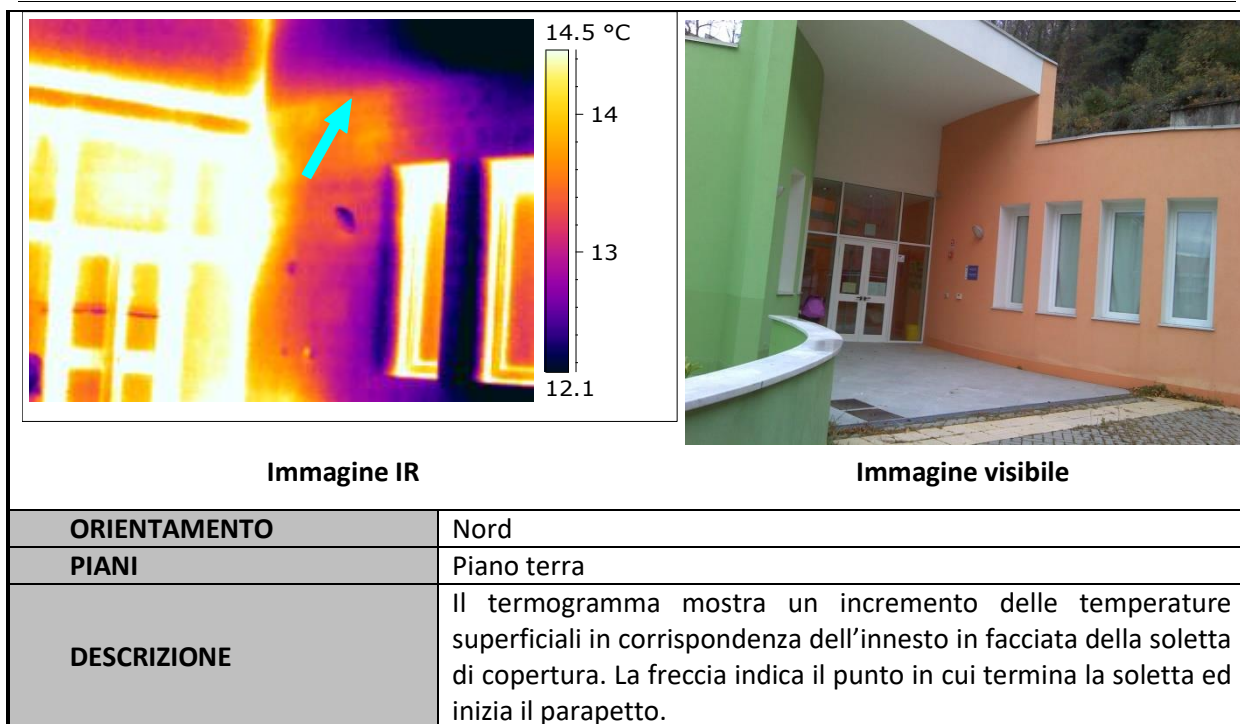 14.5 °C
14
13
12.1
Immagine IR
Immagine visibile
ORIENTAMENTO
Nord
PIANI
Piano terra
DESCRIZIONE
Il termogramma mostra un incremento delle temperature
superficiali in corrispondenza dell’innesto in facciata della soletta
di copertura. La freccia indica il punto in cui termina la soletta ed
inizia il parapetto.